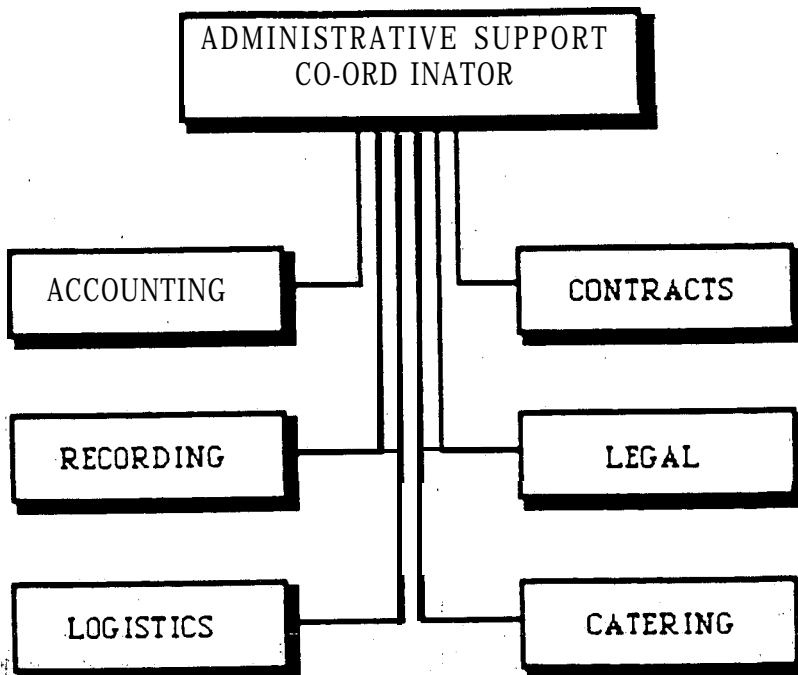 ADMINISTRATIVE SUPPORT
CO-ORD INATOR
ACCOUNTING
CONTRACTS
RECORDING
LEGAL
LOGISTICS
CATERING